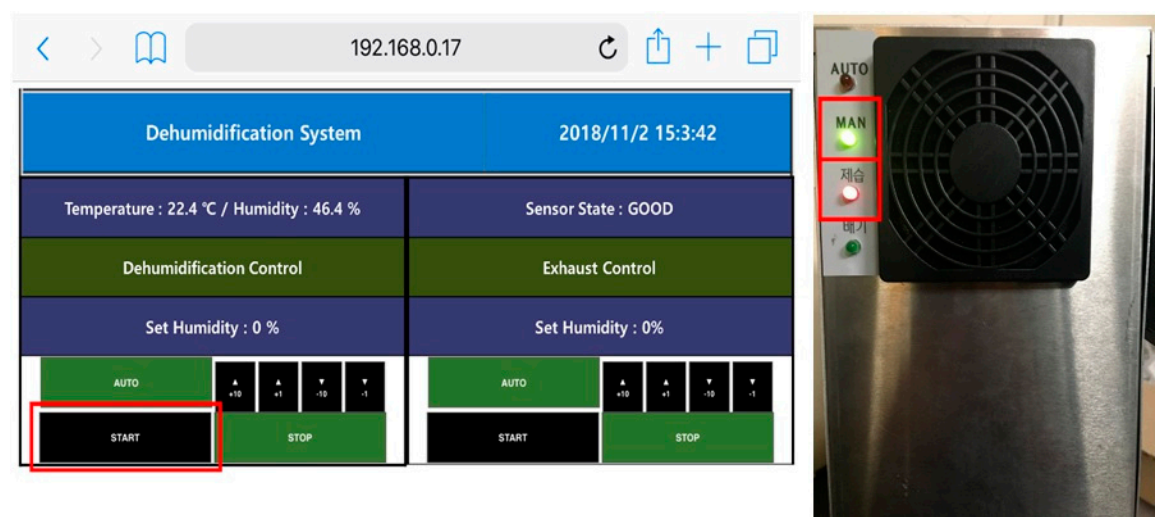 192.168.0.17
Dehumidification System
2018/11/2 15:3:42
Temperature : 22.4 ℃ / Humidity : 46.4 %
Sensor State : GOOD
Dehumidification Control
Exhaust Control
Set Humidity : 0 %
Set Humidity : 0%
AUTO
▲ +10
▲ +1
▼ -10
▼ -1
AUTO
▲ +10
▲ +1
▼ -10
▼ -1
START
STOP
START
STOP
AUTO
MAN
제습
배기